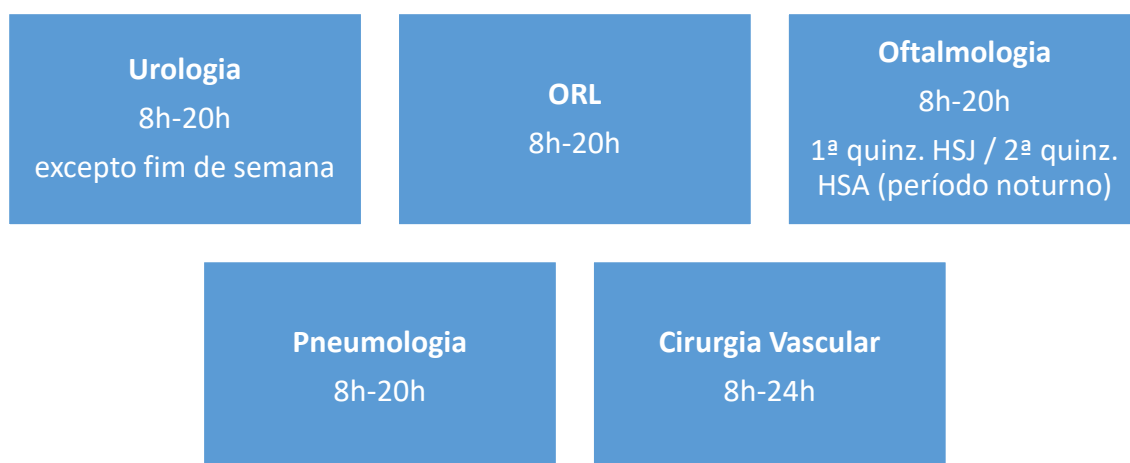 Urologia
8h-20h
excepto fim de semana
ORL
8h-20h
Oftalmologia
8h-20h
1ª quinz. HSJ / 2ª quinz.
HSA (período noturno)
Pneumologia
8h-20h
Cirurgia Vascular
8h-24h